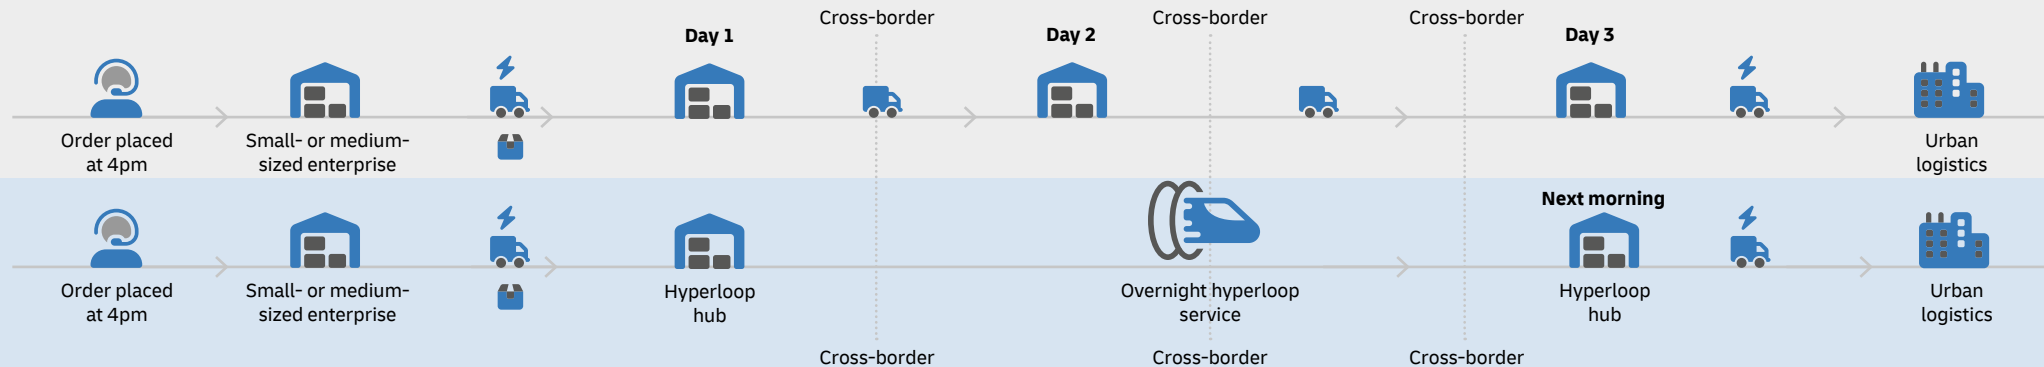 Cross-border
Cross-border
Cross-border
Day 1
Day 2
Day 3
Order placed
at 4pm
Small- or medium-
sized enterprise
Urban
logistics
Next morning
Order placed
at 4pm
Small- or medium-
sized enterprise
Hyperloop
hub
Overnight hyperloop
service
Hyperloop
hub
Urban
logistics
Cross-border
Cross-border
Cross-border